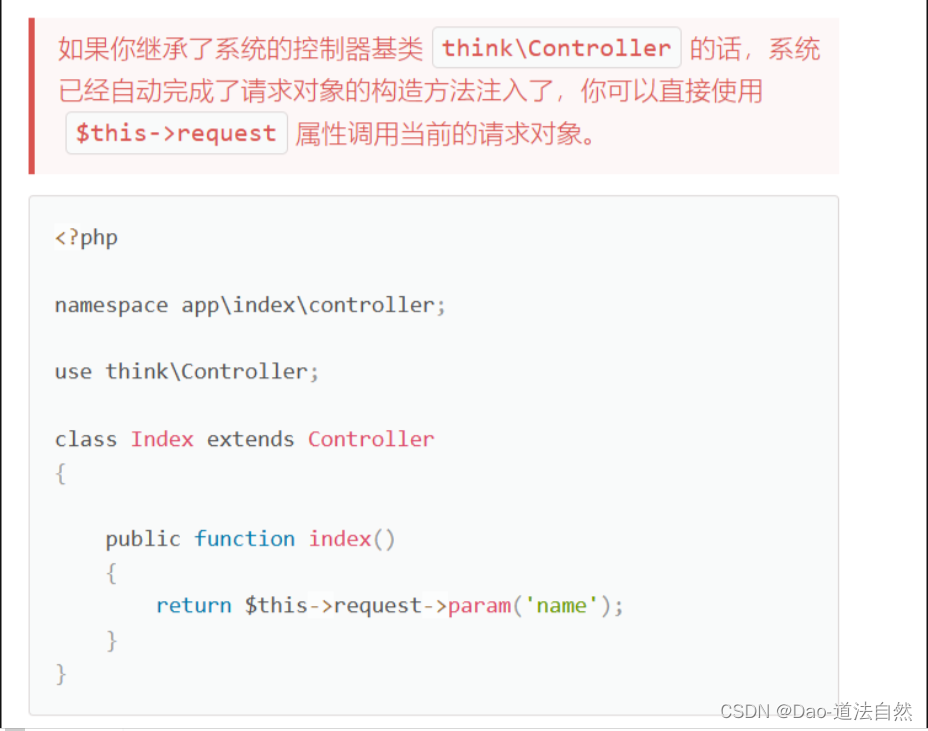 如果你继承了系统的控制器基类 think\Controller 的话，系统
已经自动完成了请求对象的构造方法注入了，你可以直接使用
$this->request 属性调用当前的请求对象。
<?php
namespace app\index\controller;
use think\Controller;
class Index extends Controller
{
    public function index()
    {
        return $this->request->param('name');
    }
}
CSDN @Dao-道法自然